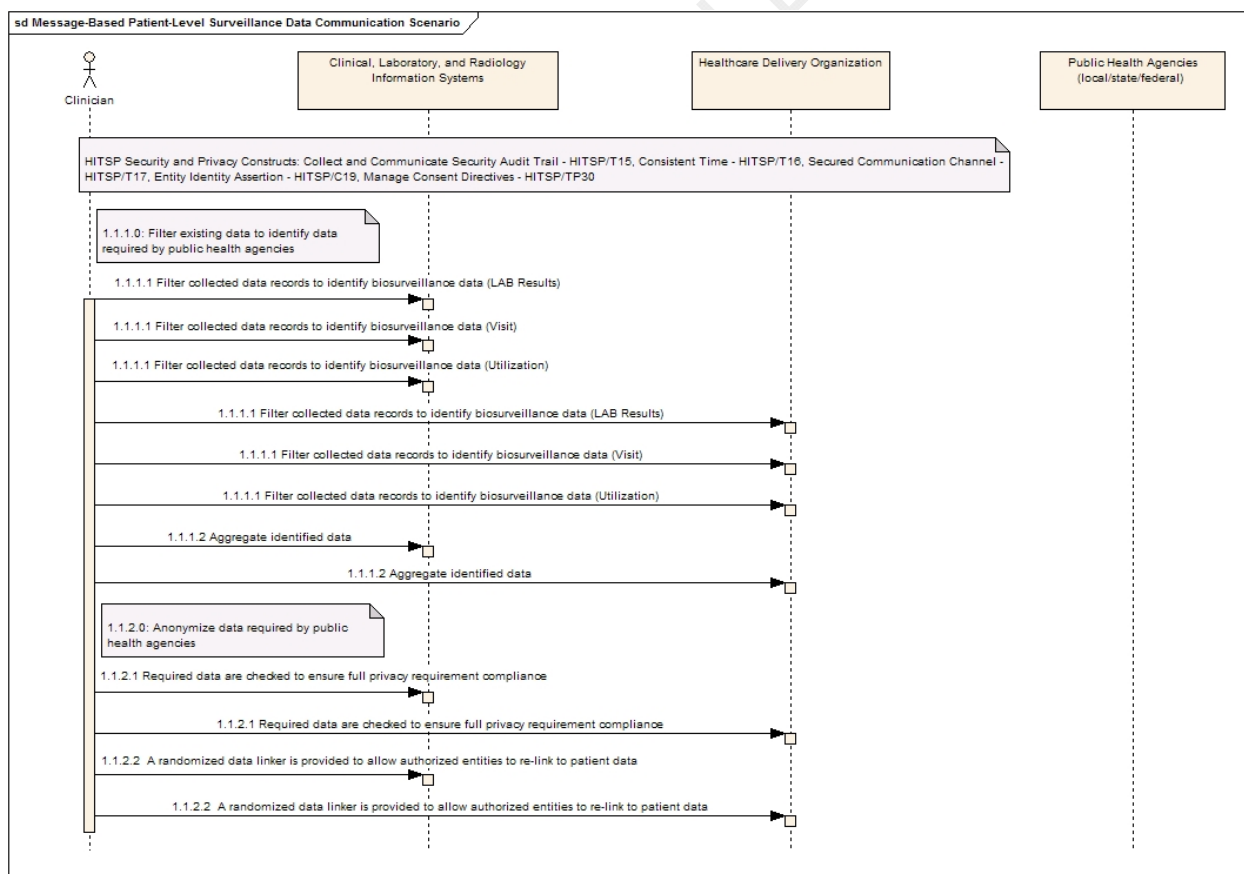 sd Message-Based Patient-Level Surveillance Data Communication Scenario
Clinician
Clinical, Laboratory, and Radiology
Information Systems
Healthcare Delivery Organization
Public Health Agencies
(local/state/federal)
HITSP Security and Privacy Constructs: Collect and Communicate Security Audit Trail - HITSP/T15, Consistent Time - HITSP/T16, Secured Communication Channel -
HITSP/T17, Entity Identity Assertion - HITSP/C19, Manage Consent Directives - HITSP/TP30
1.1.1.0: Filter existing data to identify data
required by public health agencies
1.1.1.1 Filter collected data records to identify biosurveillance data (LAB Results)
1.1.1.1 Filter collected data records to identify biosurveillance data (Visit)
1.1.1.1 Filter collected data records to identify biosurveillance data (Utilization)
1.1.1.1 Filter collected data records to identify biosurveillance data (LAB Results)
1.1.1.1 Filter collected data records to identify biosurveillance data (Visit)
1.1.1.1 Filter collected data records to identify biosurveillance data (Utilization)
1.1.1.2 Aggregate identified data
1.1.1.2 Aggregate identified data
1.1.2.0: Anonymize data required by public
health agencies
1.1.2.1 Required data are checked to ensure full privacy requirement compliance
1.1.2.1 Required data are checked to ensure full privacy requirement compliance
1.1.2.2 A randomized data linker is provided to allow authorized entities to re-link to patient data
1.1.2.2 A randomized data linker is provided to allow authorized entities to re-link to patient data